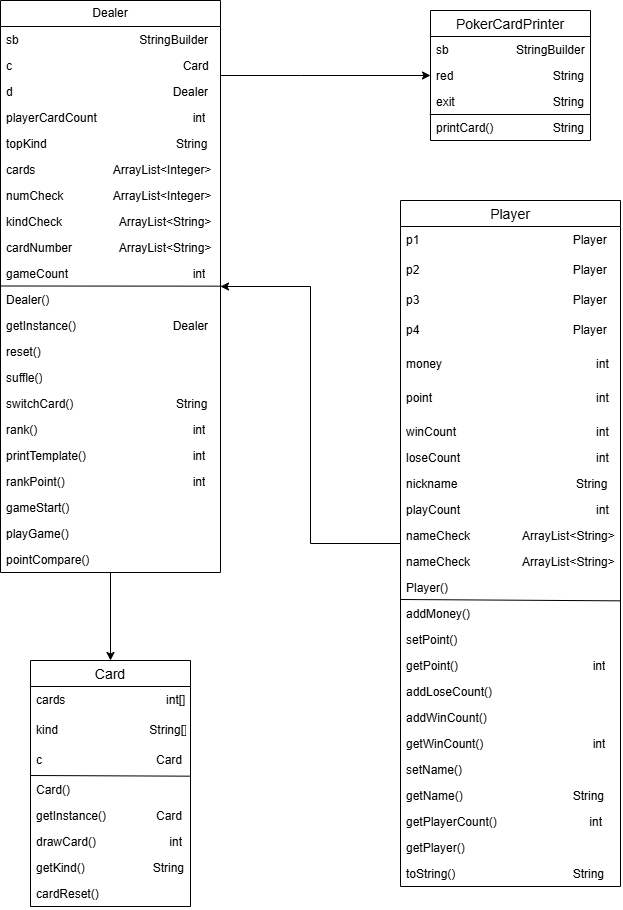 Dealer
sb StringBuilder
c Card
d Dealer
playerCardCount int
topKind String
cards ArrayList<Integer>
numCheck ArrayList<Integer>
kindCheck ArrayList<String>
cardNumber ArrayList<String>
gameCount int
Dealer()
getInstance() Dealer
reset()
suffle()
switchCard() String
rank() int
printTemplate() int
rankPoint() int
gameStart()
playGame()
pointCompare()
PokerCardPrinter
sb StringBuilder
red String
exit String
printCard() String
Player
p1 Player
p2 Player
p3 Player
p4 Player
money int
point int
winCount int
loseCount int
nickname String
playCount int
nameCheck ArrayList<String>
nameCheck ArrayList<String>
Player()
addMoney()
setPoint()
getPoint() int
addLoseCount()
addWinCount()
getWinCount() int
setName()
getName() String
getPlayerCount() int
getPlayer()
toString() String
Card
cards int[]
kind String[]
c Card
Card()
getInstance() Card
drawCard() int
getKind() String
cardReset()